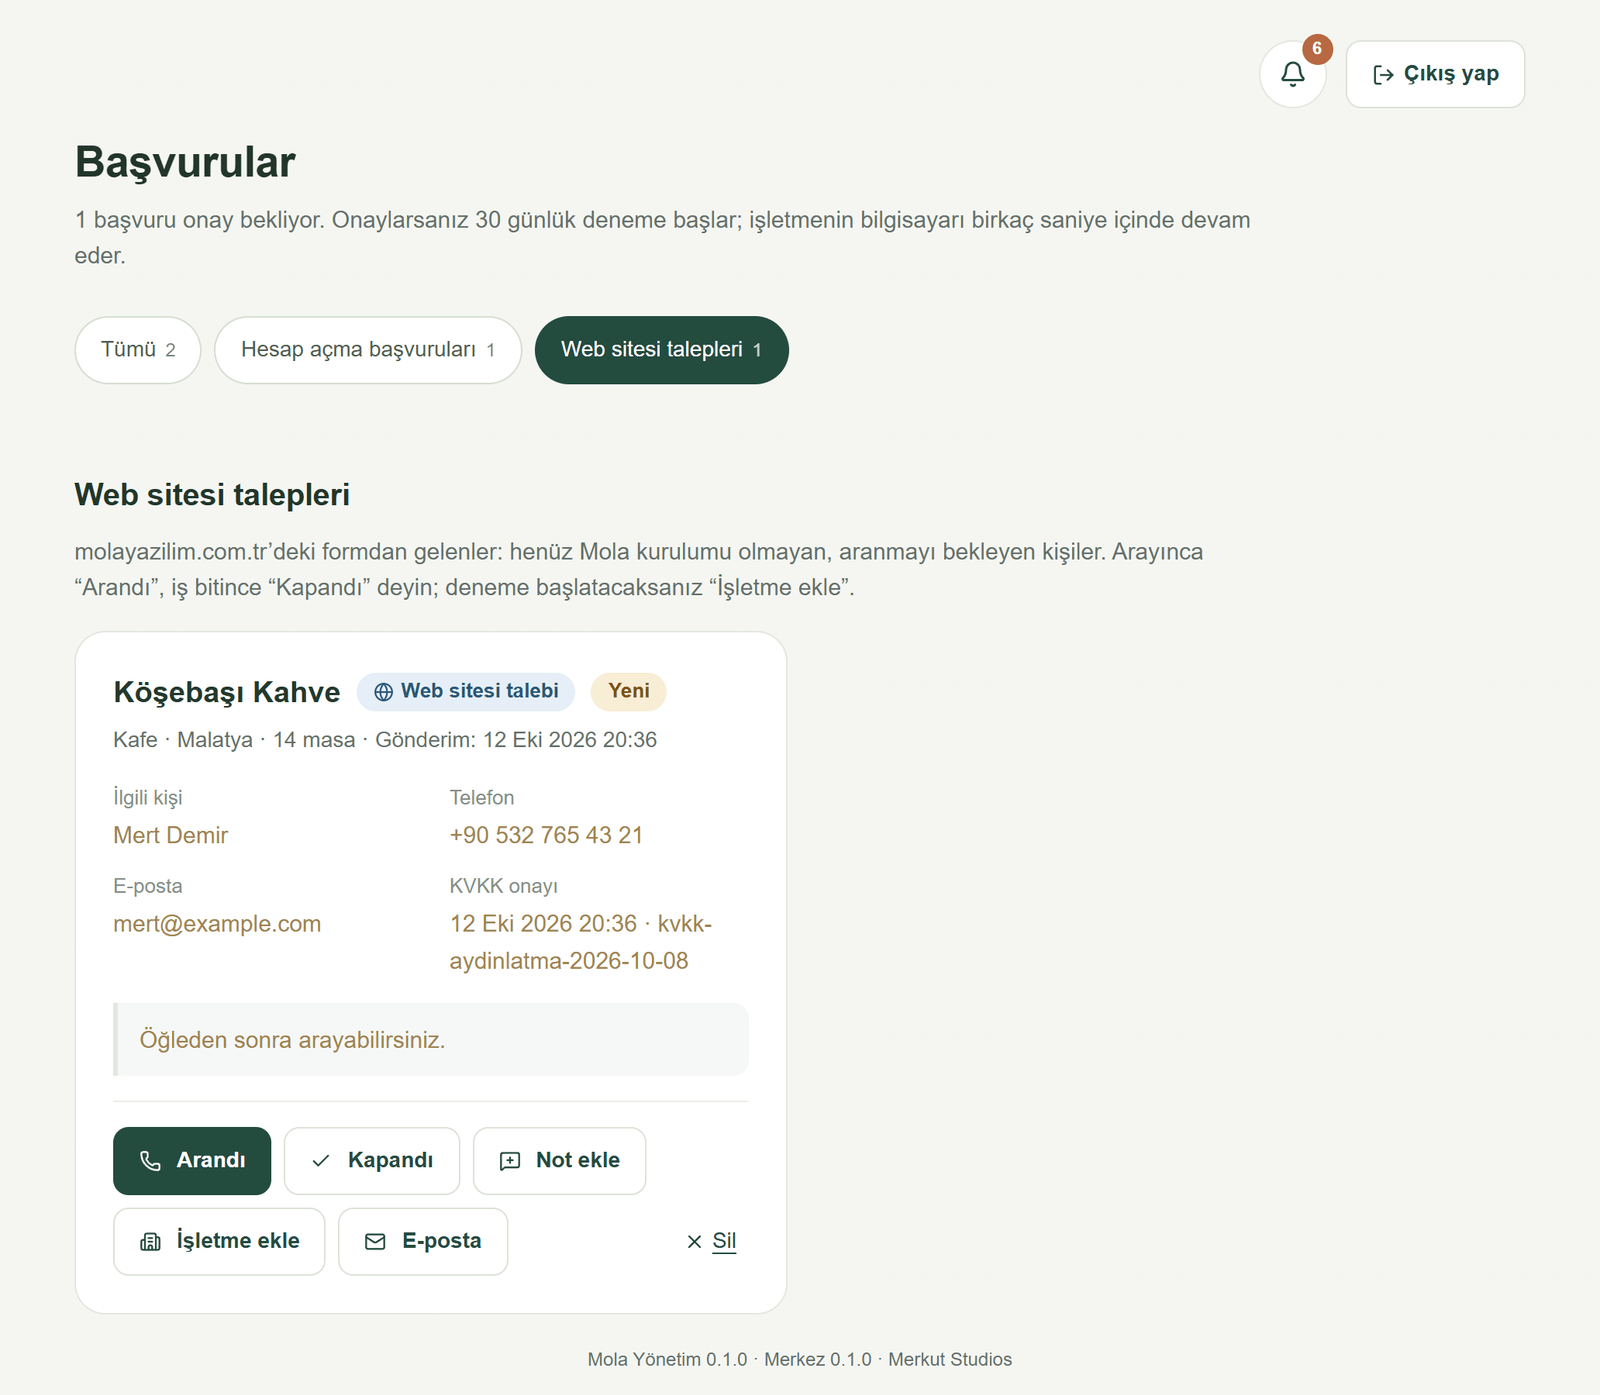 6
Çıkış yap
Başvurular
1 başvuru onay bekliyor. Onaylarsanız 30 günlük deneme başlar; işletmenin bilgisayarı birkaç saniye içinde devam
eder.
Tümü 2
Hesap açma başvuruları 1
Web sitesi talepleri 1
Web sitesi talepleri
molayazilim.com.tr’deki formdan gelenler: henüz Mola kurulumu olmayan, aranmayı bekleyen kişiler. Arayınca
“Arandı”, iş bitince “Kapandı” deyin; deneme başlatacaksanız “İşletme ekle”.
Köşebaşı Kahve
Web sitesi talebi
Yeni
Kafe · Malatya · 14 masa · Gönderim: 12 Eki 2026 20:36
İlgili kişi
Mert Demir
Telefon
+90 532 765 43 21
E-posta
mert@example.com
KVKK onayı
12 Eki 2026 20:36 · kvkk-
aydinlatma-2026-10-08
Öğleden sonra arayabilirsiniz.
Arandı
Kapandı
Not ekle
İşletme ekle
E-posta
Sil
Mola Yönetim 0.1.0 · Merkez 0.1.0 · Merkut Studios